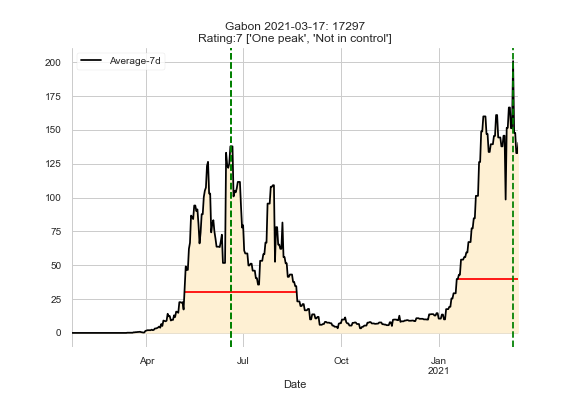 Gabon 2021-03-17: 17297
Rating:7 ['One peak', 'Not in control']
Average-7d
200
175
150
125
100
75
50
25
0
Apr
Jul
Oct
Jan
2021
Date